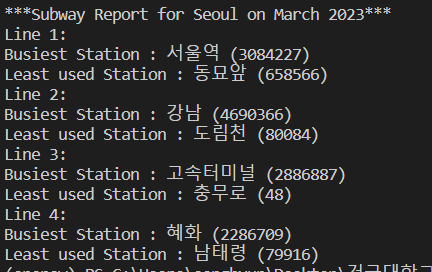 ***Subway Report for Seoul on March 2023***
Line 1:
Busiest Station : 서울역 (3084227)
Least used Station : 동묘앞 (658566)
Line 2:
Busiest Station : 강남 (4690366)
Least used Station : 도림천 (80084)
Line 3:
Busiest Station : 고속터미널 (2886887)
Least used Station : 충무로 (48)
Line 4:
Busiest Station : 혜화 (2286709)
Least used Station : 남태령 (79916)